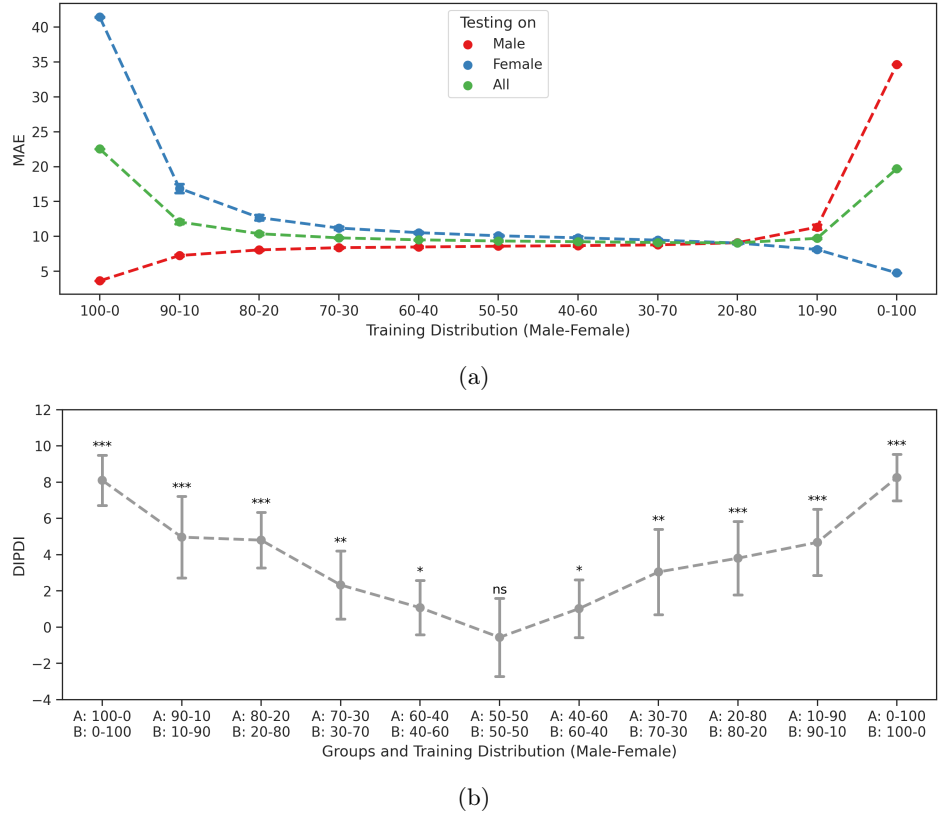 Testing on
Male
Female
All
MAE
40
35
30
25
20
15
10
5
100-0 90-10 80-20 70-30 60-40 50-50 40-60 30-70 20-80 10-90 0-100
Training Distribution (Male-Female)
(a)
DIPDI
12
10
8
6
4
2
0
−2
−4
*** *** *** ** * ns * ** *** *** ***
A: 100-0 A: 90-10 A: 80-20 A: 70-30 A: 60-40 A: 50-50 A: 40-60 A: 30-70 A: 20-80 A: 10-90 A: 0-100
B: 0-100 B: 10-90 B: 20-80 B: 30-70 B: 40-60 B: 50-50 B: 60-40 B: 70-30 B: 80-20 B: 90-10 B: 100-0
Groups and Training Distribution (Male-Female)
(b)